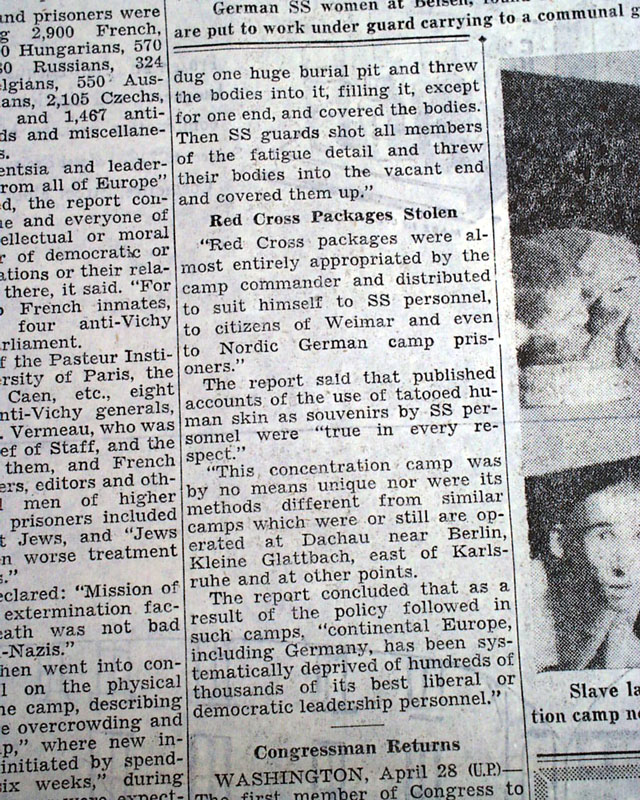 German SS women at Belsen,
are put to work under guard carrying to a communal g
and prisoners were
g 2,900 French,
0 Hungarians, 570
Russians, 324
lgians, 550 Aus-
ans, 2,105 Czechs,
and 1,467 anti-
ds and miscellane-
s.
entsia and leader-
rom all of Europe”
d, the report con-
e and everyone of
ellectual or moral
r of democratic or
ations or their rela-
there, it said. “For
French inmates,
four anti-Vichy
rliament.
f the Pasteur Insti-
ersity of Paris, the
Caen, etc., eight
nti-Vichy generals,
. Vermeau, who was
ef of Staff, and the
them, and French
ers, editors and oth-
l men of higher
prisoners included
t Jews, and “Jews
n worse treatment
s.”
eclared: “Mission of
extermination fac-
eath was not bad
-Nazis.”
hen went into con-
l on the physical
he camp, describing
e overcrowding and
p,” where new in-
initiated by spend-
six weeks,” during
were expect-
dug one huge burial pit and threw
the bodies into it, filling it, except
for one end, and covered the bodies.
Then SS guards shot all members
of the fatigue detail and threw
their bodies into the vacant end
and covered them up.”
Red Cross Packages Stolen
“Red Cross packages were al-
most entirely appropriated by the
camp commander and distributed
to suit himself to SS personnel,
to citizens of Weimar and even
to Nordic German camp pris-
oners.”
The report said that published
accounts of the use of tatooed hu-
man skin as souvenirs by SS per-
sonnel were “true in every re-
spect.”
“This concentration camp was
by no means unique nor were its
methods different from similar
camps which were or still are op-
erated at Dachau near Berlin,
Kleine Glattbach, east of Karls-
ruhe and at other points.
The report concluded that as a
result of the policy followed in
such camps, “continental Europe,
including Germany, has been sys-
tematically deprived of hundreds of
thousands of its best liberal or
democratic leadership personnel.”
Congressman Returns
WASHINGTON, April 28 (U.P.)—
The first member of Congress to
Slave la
tion camp ne